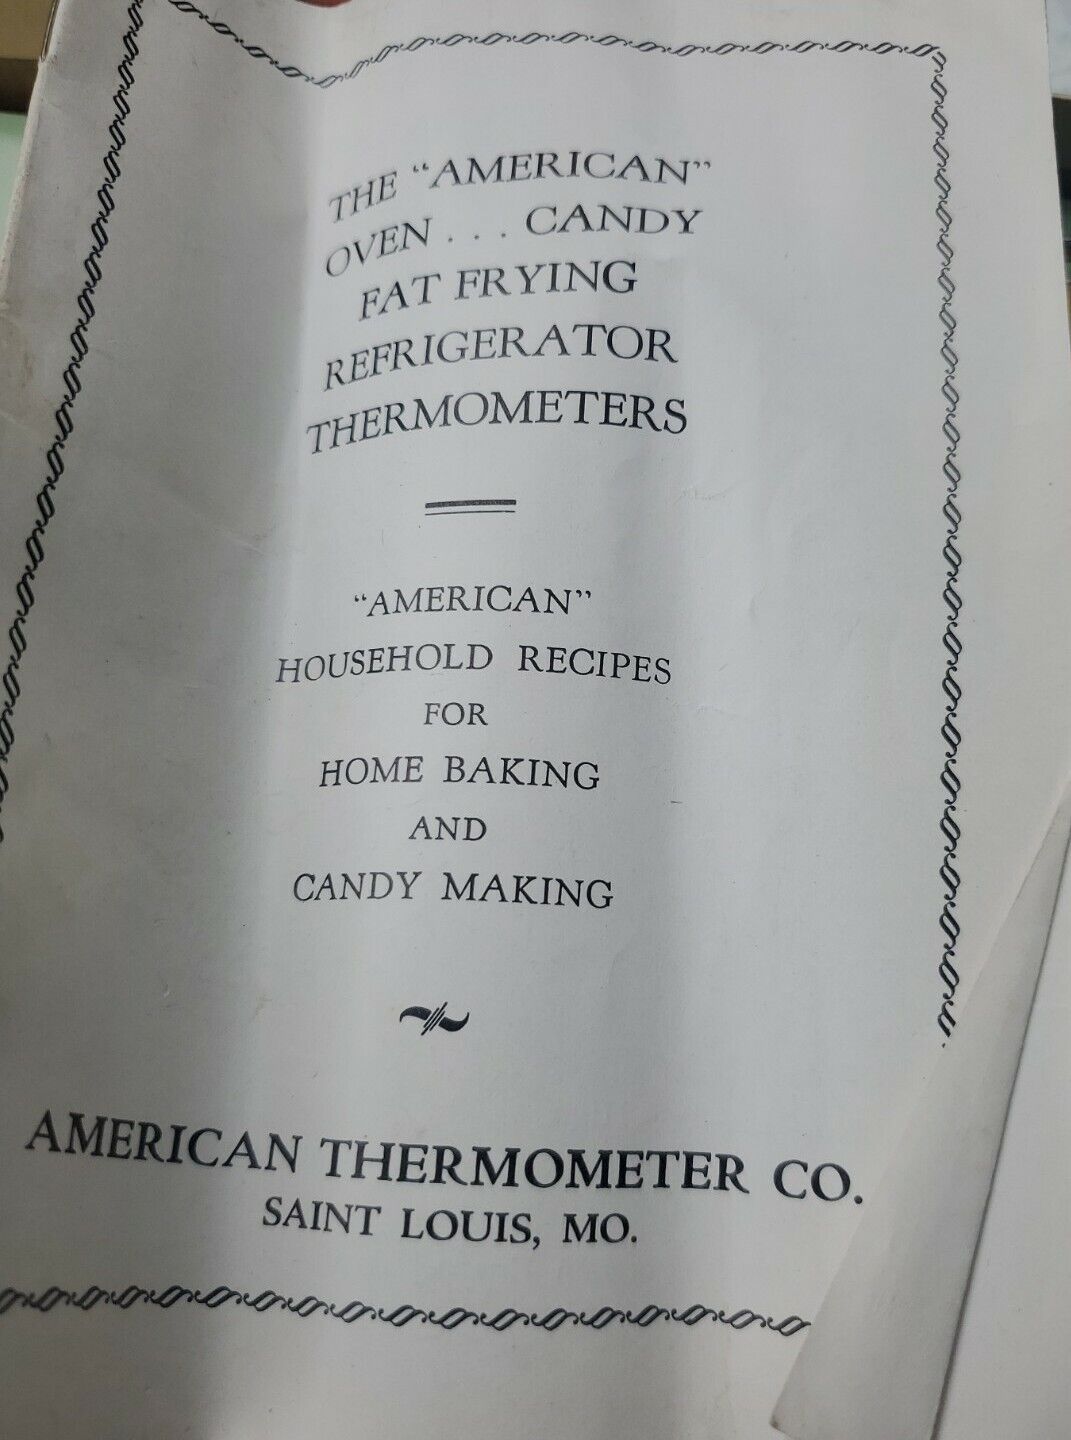 THE “AMERICAN”
OVEN . . . CANDY
FAT FRYING
REFRIGERATOR
THERMOMETERS
“AMERICAN”
HOUSEHOLD RECIPES
FOR
HOME BAKING
AND
CANDY MAKING
AMERICAN THERMOMETER CO.
SAINT LOUIS, MO.